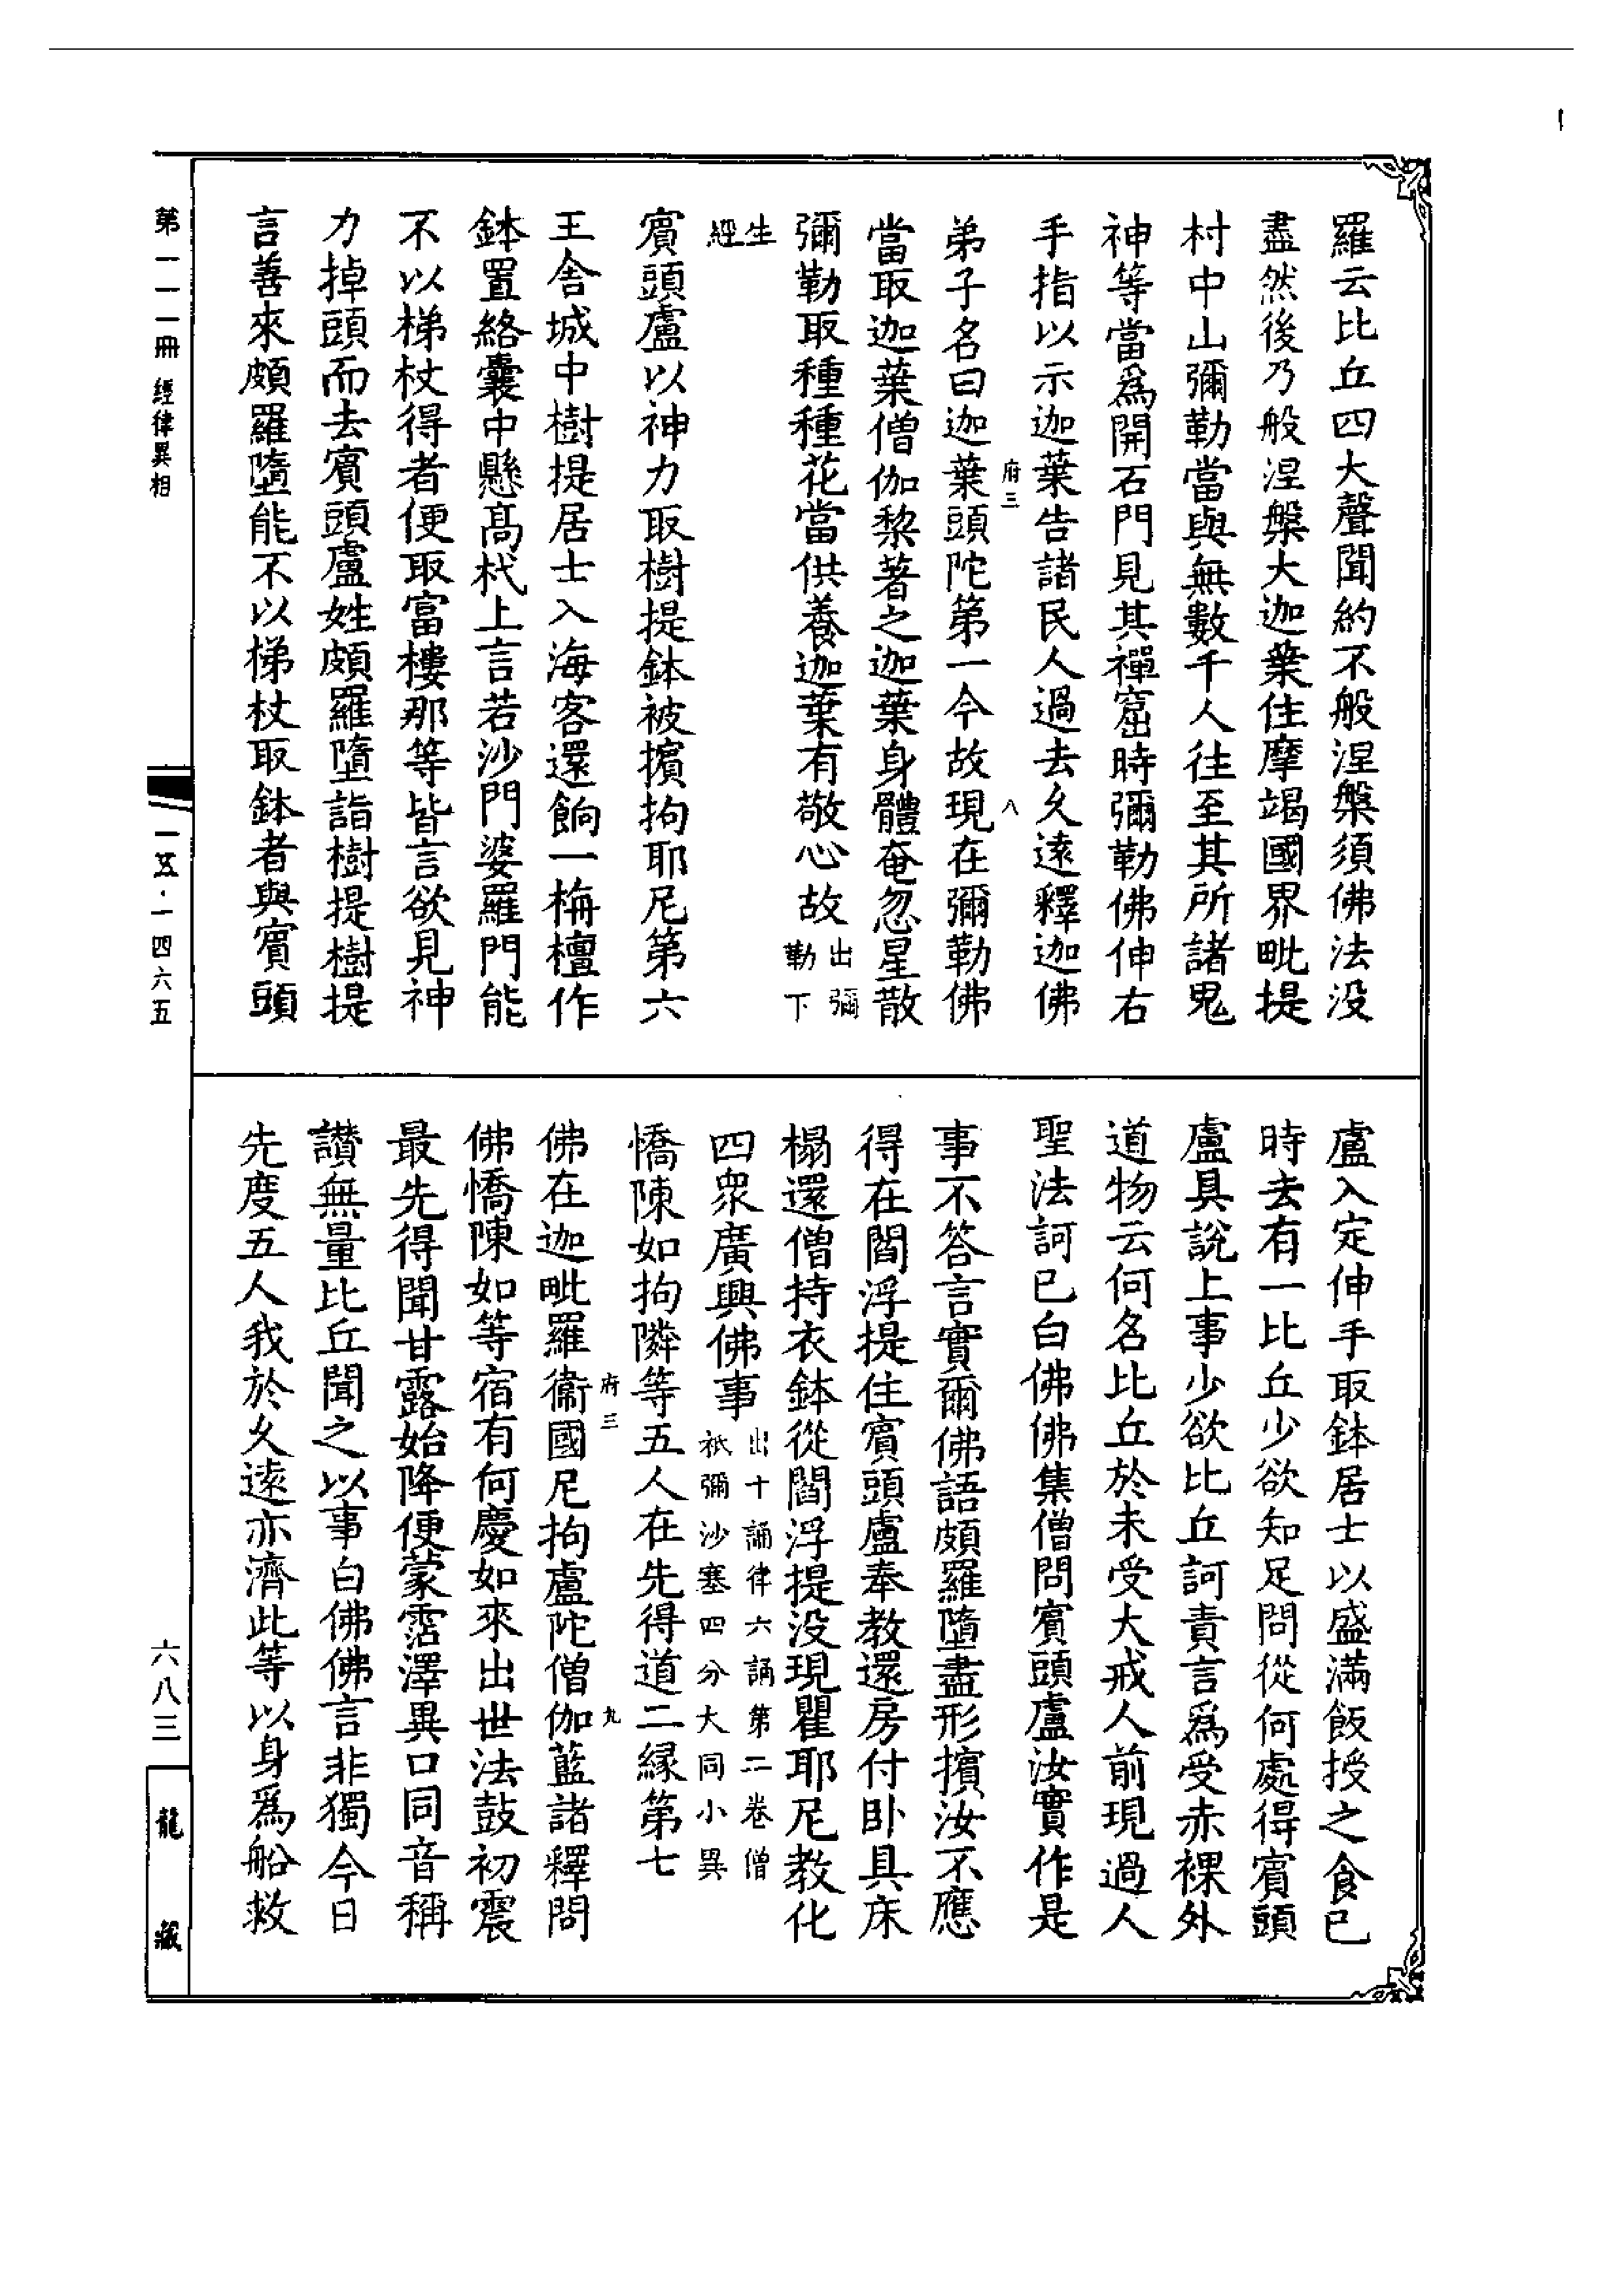 羅云比丘四大聲聞約不般涅槃須佛法没
盡然後乃般涅槃大迦葉住摩竭國界毗提
村中山彌勒當與無數千人往至其所諸鬼
神等當爲開石門見其禪窟時彌勒佛伸右
手指以示迦葉告諸民人過去久遠釋迦佛
府三 八
弟子名曰迦葉頭陀第一今故現在彌勒佛
當取迦葉僧伽黎著之迦葉身體奄忽星散
彌勒取種種花當供養迦葉有敬心故出彌
勒下
生
經
賓頭盧以神力取樹提鉢被擯拘耶尼第六
王舍城中樹提居士入海客還餉一栴檀作
鉢置絡囊中懸高杙上言若沙門婆羅門能
不以梯杖得者便取富樓那等皆言欲見神
力掉頭而去賓頭盧姓頗羅墮詣樹提樹提
言善來頗羅墮能不以梯杖取鉢者與賓頭
盧入定伸手取鉢居士以盛滿飯授之食已
時去有一比丘少欲知足問從何處得賓頭
盧具說上事少欲比丘訶責言爲受赤裸外
道物云何名比丘於未受大戒人前現過人
聖法訶已白佛佛集僧問賓頭盧汝實作是
事不答言實爾佛語頗羅墮盡形擯汝不應
得在閻浮提住賓頭盧奉教還房付卧具床
榻還僧持衣鉢從閻浮提没現瞿耶尼教化
四衆廣興佛事出十誦律六誦第二卷僧
祇彌沙塞四分大同小異
憍陳如拘隣等五人在先得道二緣第七
府三 九
佛在迦毗羅衞國尼拘盧陀僧伽藍諸釋問
佛憍陳如等宿有何慶如來出世法鼓初震
最先得聞甘露始降便蒙霑澤異口同音稱
讚無量比丘聞之以事白佛佛言非獨今日
先度五人我於久遠亦濟此等以身爲船救
第一一一冊 經律異相
一五·一四六五
六八三
龍藏